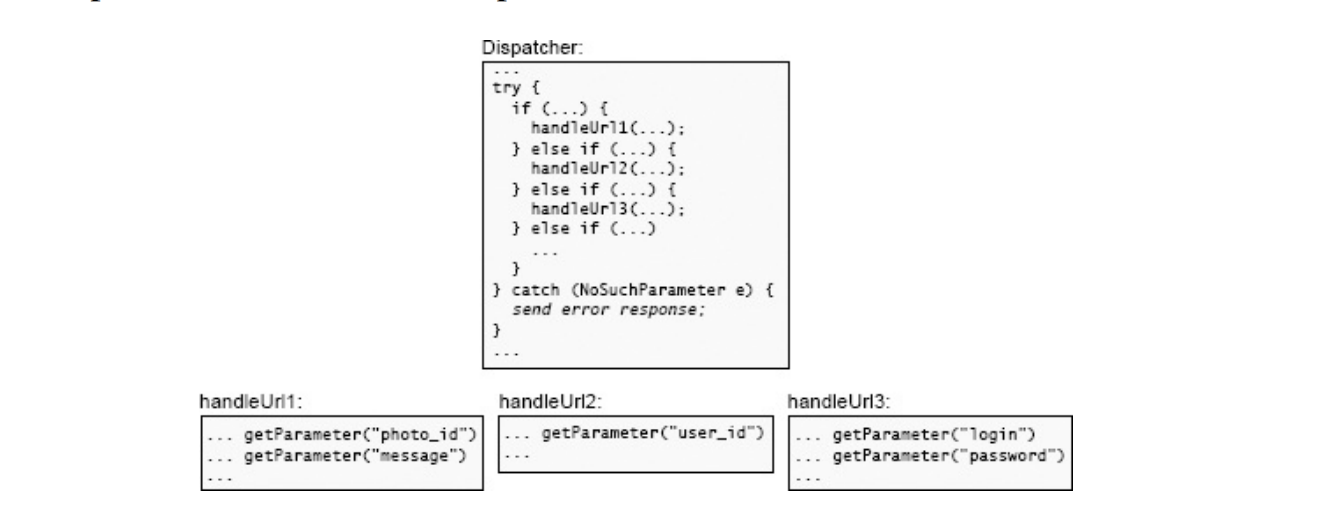 Dispatcher:
...
try {
if (...) {
handleUrl1(...);
} else if (...) {
handleUrl2(...);
} else if (...) {
handleUrl3(...);
} else if (...)
...
}
} catch (NoSuchParameter e) {
send error response;
}
...
handleUrl1:
... getParameter("photo_id")
... getParameter("message")
...
handleUrl2:
... getParameter("user_id")
...
handleUrl3:
... getParameter("login")
... getParameter("password")
...